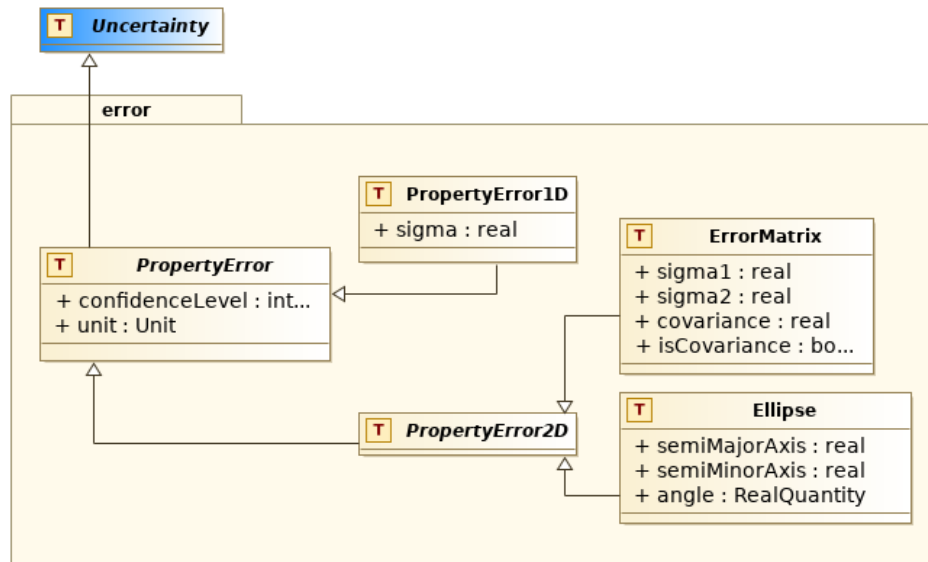 T Uncertainty
error
T PropertyError1D
+ sigma : real
T PropertyError
+ confidenceLevel : int...
+ unit : Unit
T ErrorMatrix
+ sigma1 : real
+ sigma2 : real
+ covariance : real
+ isCovariance : bo...
T PropertyError2D
T Ellipse
+ semiMajorAxis : real
+ semiMinorAxis : real
+ angle : RealQuantity